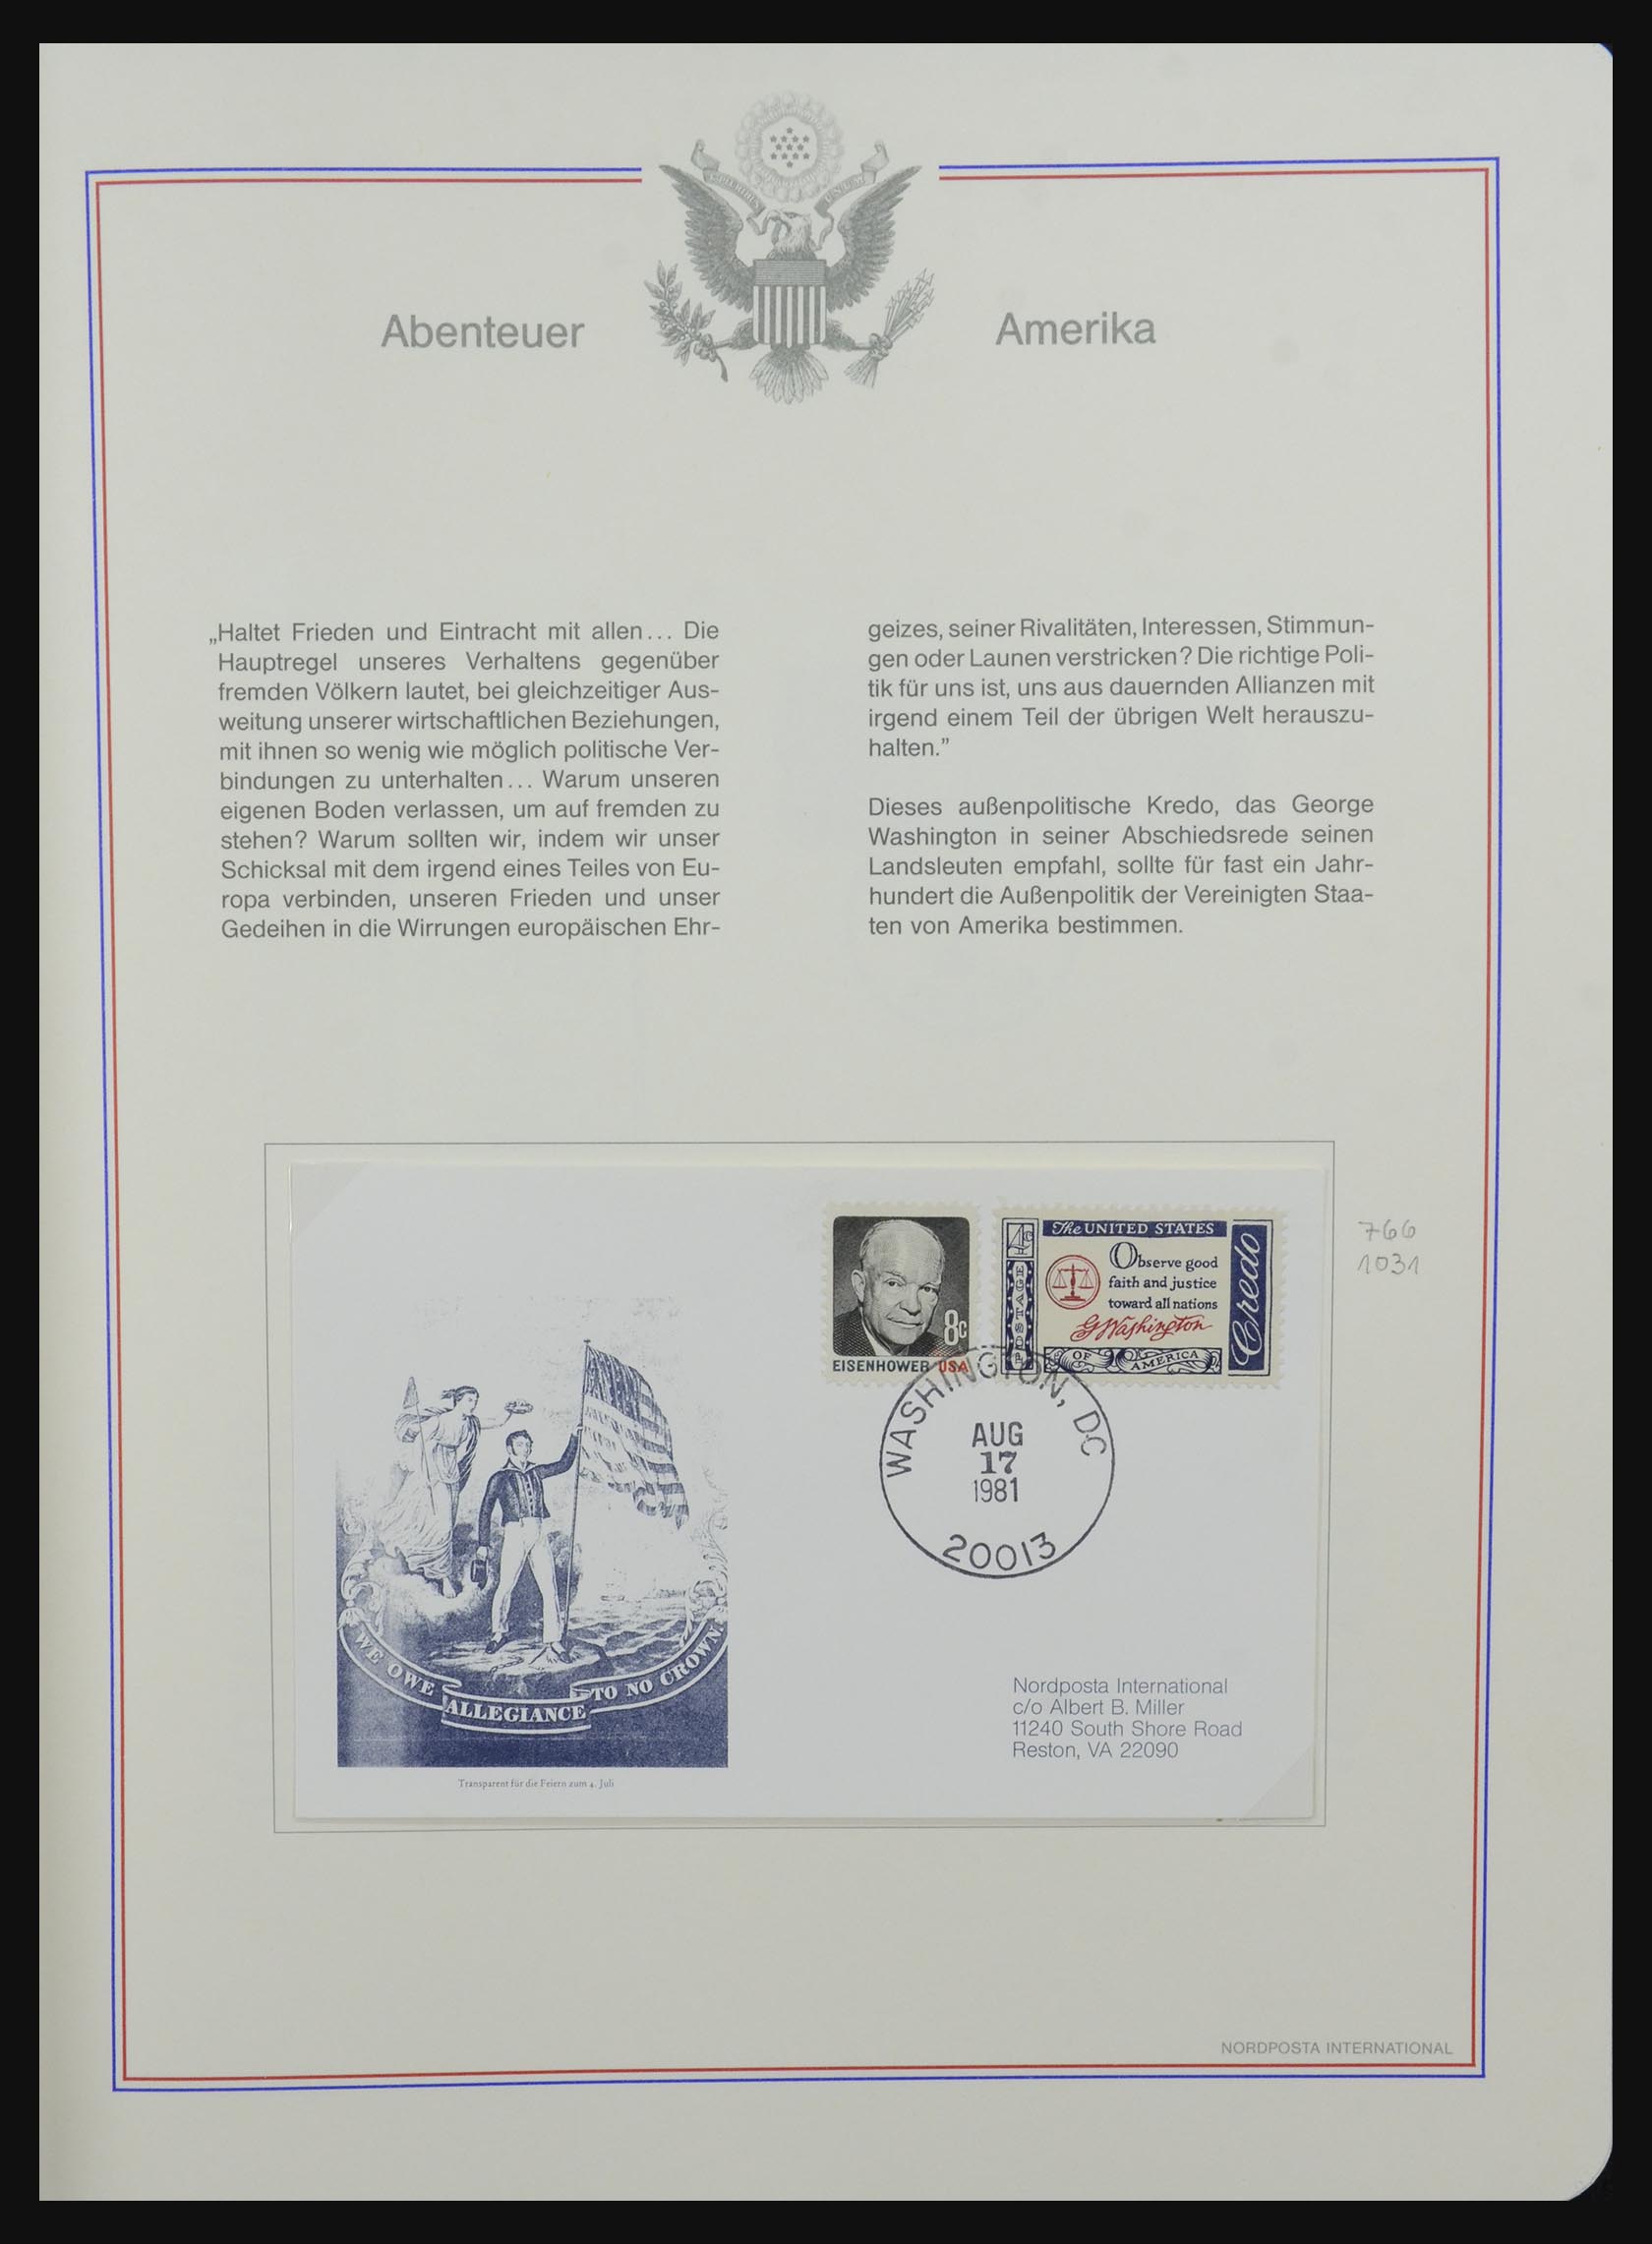 Abenteuer Amerika
„Haltet Frieden und Eintracht mit allen... Die
Hauptregel unseres Verhaltens gegenüber
fremden Völkern lautet, bei gleichzeitiger Aus-
weitung unserer wirtschaftlichen Beziehungen,
mit ihnen so wenig wie möglich politische Ver-
bindungen zu unterhalten... Warum unseren
eigenen Boden verlassen, um auf fremden zu
stehen? Warum sollten wir, indem wir unser
Schicksal mit dem irgend eines Teiles von Eu-
ropa verbinden, unseren Frieden und unser
Gedeihen in die Wirrungen europäischen Ehr-
geizes, seiner Rivalitäten, Interessen, Stimmun-
gen oder Launen verstricken? Die richtige Poli-
tik für uns ist, uns aus dauernden Allianzen mit
irgend einem Teil der übrigen Welt herauszu-
halten.”
Dieses außenpolitische Kredo, das George
Washington in seiner Abschiedsrede seinen
Landsleuten empfahl, sollte für fast ein Jahr-
hundert die Außenpolitik der Vereinigten Staa-
ten von Amerika bestimmen.
8c
EISENHOWER USA
4c
POSTAGE
The UNITED STATES
Observe good
faith and justice
toward all nations
G Washington
OF AMERICA
Credo
766
1031
WASHINGTON, DC
AUG
17
1981
20013
WE OWE ALLEGIANCE TO NO CROWN.
Transparent für die Feiern zum 4. Juli
Nordposta International
c/o Albert B. Miller
11240 South Shore Road
Reston, VA 22090
NORDPOSTA INTERNATIONAL